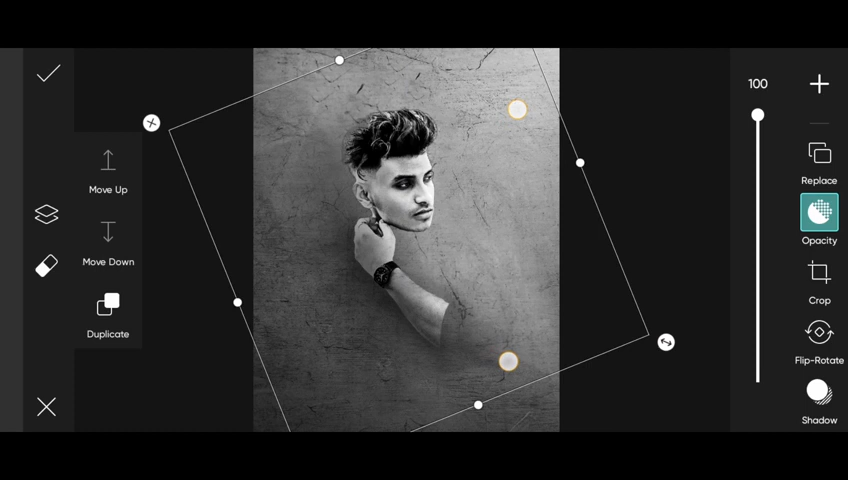 Move Up
Move Down
Duplicate
100
Replace
Opacity
Crop
Flip-Rotate
Shadow